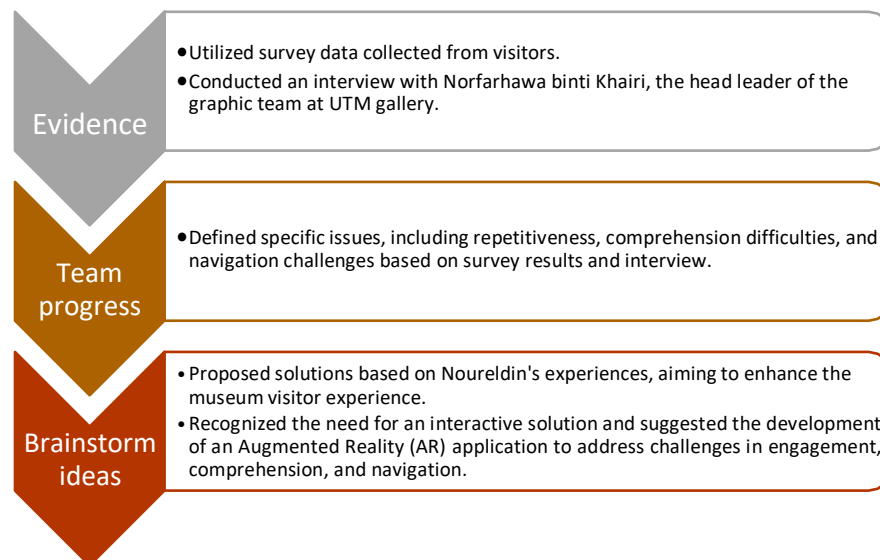 Evidence
•Utilized survey data collected from visitors.
•Conducted an interview with Norfarhawa binti Khairi, the head leader of the
graphic team at UTM gallery.
Team
progress
•Defined specific issues, including repetitiveness, comprehension difficulties, and
navigation challenges based on survey results and interview.
Brainstorm
ideas
• Proposed solutions based on Noureldin's experiences, aiming to enhance the
museum visitor experience.
• Recognized the need for an interactive solution and suggested the development
of an Augmented Reality (AR) application to address challenges in engagement,
comprehension, and navigation.